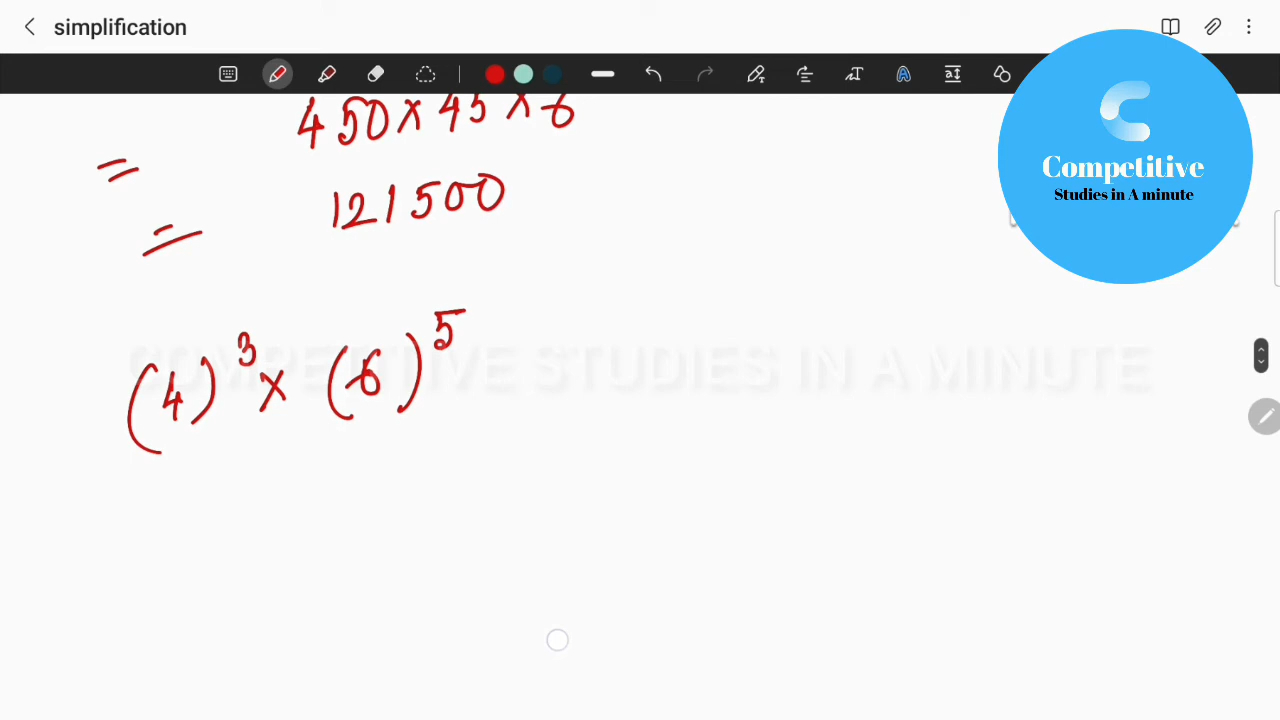 simplification
450×45×6
=
121500
=
(4)^3 × (6)^5
COMPETITIVE STUDIES IN A MINUTE
Competitive
Studies in A minute